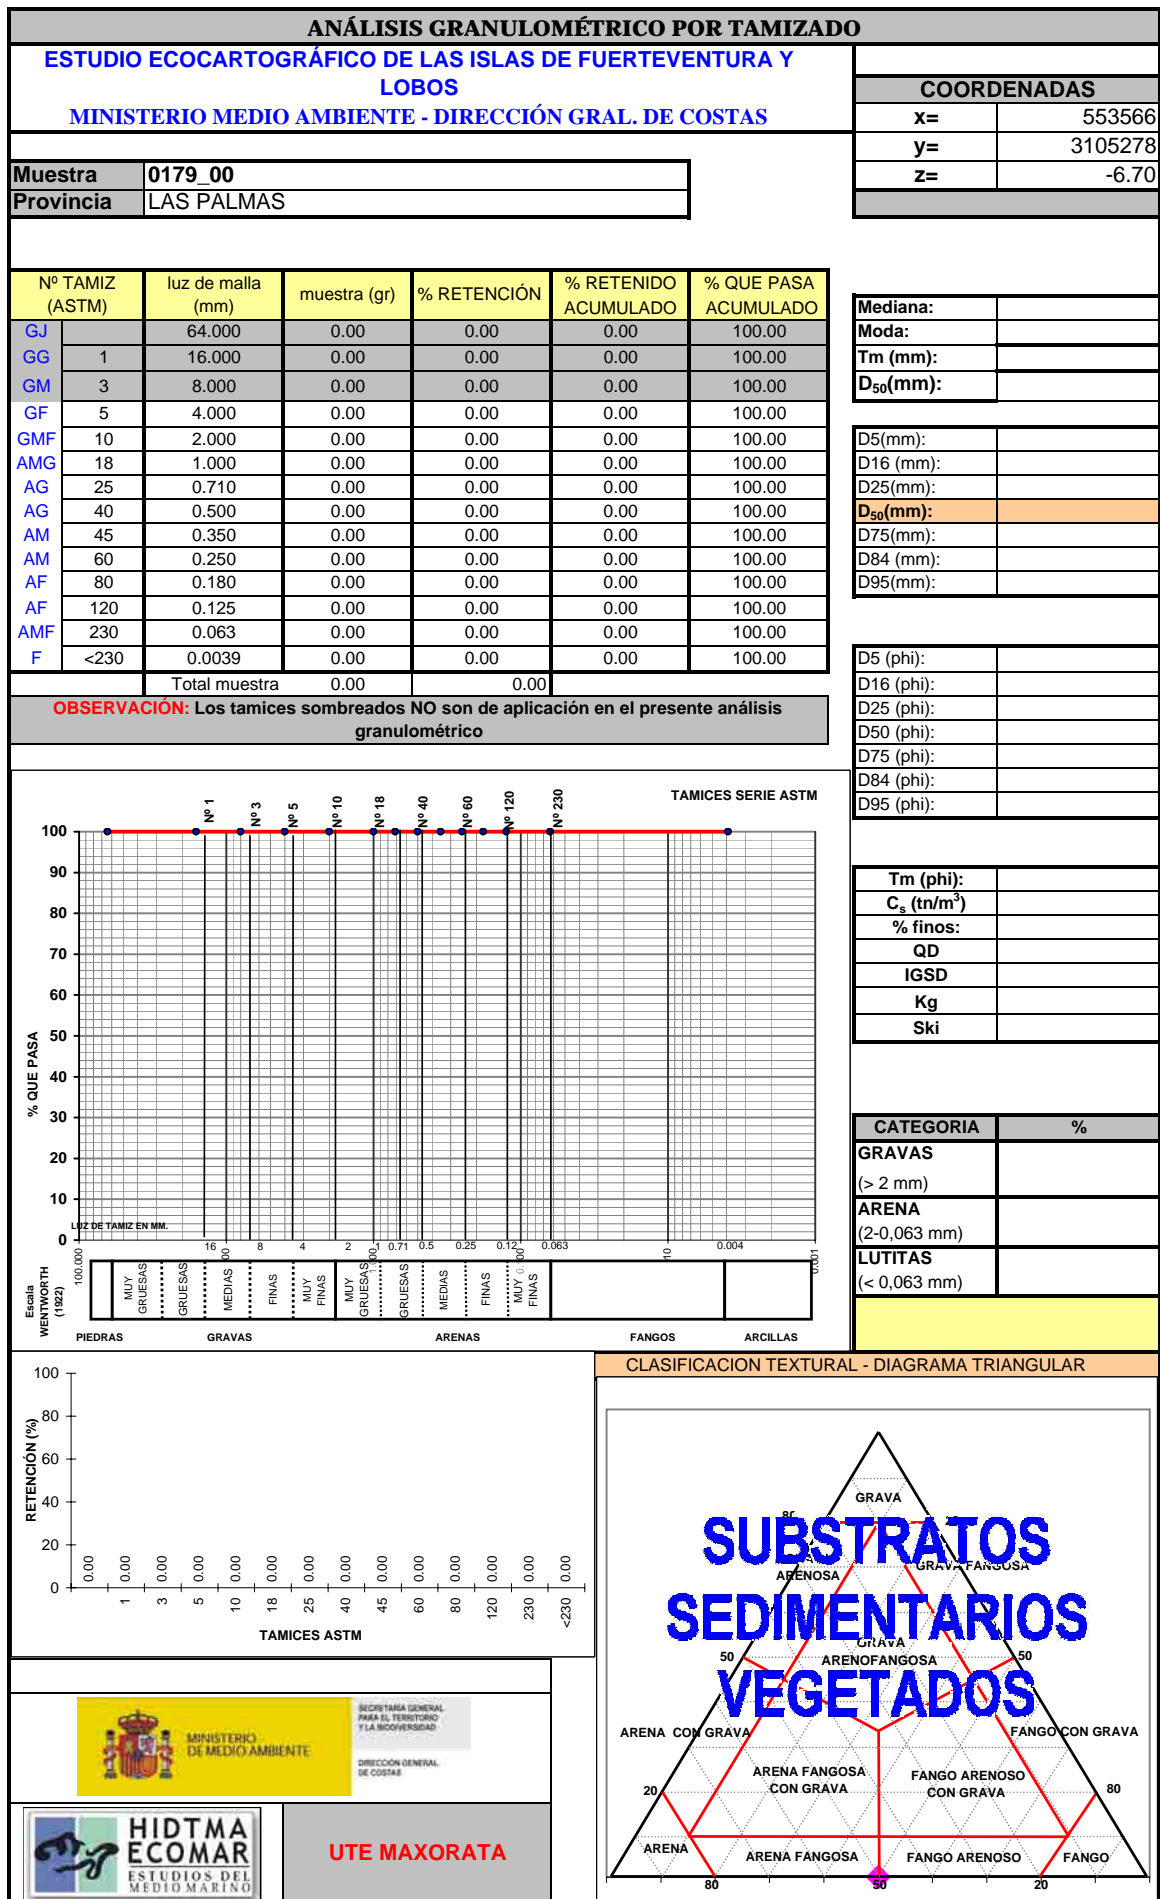 ANÁLISIS GRANULOMÉTRICO POR TAMIZADO
ESTUDIO ECOCARTOGRÁFICO DE LAS ISLAS DE FUERTEVENTURA Y
LOBOS
MINISTERIO MEDIO AMBIENTE - DIRECCIÓN GRAL. DE COSTAS
COORDENADAS
x= 553566
y= 3105278
z= -6.70
Muestra 0179_00
Provincia LAS PALMAS
Nº TAMIZ (ASTM) luz de malla (mm) muestra (gr) % RETENCIÓN % RETENIDO ACUMULADO % QUE PASA ACUMULADO
GJ 64.000 0.00 0.00 0.00 100.00
GG 1 16.000 0.00 0.00 0.00 100.00
GM 3 8.000 0.00 0.00 0.00 100.00
GF 5 4.000 0.00 0.00 0.00 100.00
GMF 10 2.000 0.00 0.00 0.00 100.00
AMG 18 1.000 0.00 0.00 0.00 100.00
AG 25 0.710 0.00 0.00 0.00 100.00
AG 40 0.500 0.00 0.00 0.00 100.00
AM 45 0.350 0.00 0.00 0.00 100.00
AM 60 0.250 0.00 0.00 0.00 100.00
AF 80 0.180 0.00 0.00 0.00 100.00
AF 120 0.125 0.00 0.00 0.00 100.00
AMF 230 0.063 0.00 0.00 0.00 100.00
F <230 0.0039 0.00 0.00 0.00 100.00
Total muestra 0.00 0.00
OBSERVACIÓN: Los tamices sombreados NO son de aplicación en el presente análisis
granulométrico
Mediana:
Moda:
Tm (mm):
D50(mm):
D5(mm):
D16 (mm):
D25(mm):
D50(mm):
D75(mm):
D84 (mm):
D95(mm):
D5 (phi):
D16 (phi):
D25 (phi):
D50 (phi):
D75 (phi):
D84 (phi):
D95 (phi):
Tm (phi):
Cs (tn/m3)
% finos:
QD
IGSD
Kg
Ski
CATEGORIA %
GRAVAS
(> 2 mm)
ARENA
(2-0,063 mm)
LUTITAS
(< 0,063 mm)
TAMICES SERIE ASTM
Nº 1 Nº 3 Nº 5 Nº 10 Nº 18 Nº 40 Nº 60 Nº 120 Nº 230
100
90
80
70
60
50
40
30
20
10
0
% QUE PASA
LUZ DE TAMIZ EN MM.
16 8 4 2 1 0.71 0.5 0.25 0.12 0.063 0.004
100.000
0.001
Escala
WENTWORTH
(1922)
MUY GRUESAS GRUESAS MEDIAS FINAS MUY FINAS MUY GRUESAS GRUESAS MEDIAS FINAS MUY FINAS
PIEDRAS GRAVAS ARENAS FANGOS ARCILLAS
100
80
60
40
20
0
RETENCIÓN (%)
0.00 0.00 0.00 0.00 0.00 0.00 0.00 0.00 0.00 0.00 0.00 0.00 0.00 0.00
1 3 5 10 18 25 40 45 60 80 120 230 <230
TAMICES ASTM
CLASIFICACION TEXTURAL - DIAGRAMA TRIANGULAR
GRAVA
SUBSTRATOS
ARENOSA
GRAVA FANGOSA
SEDIMENTARIOS
GRAVA
ARENOFANGOSA
50 50
VEGETADOS
ARENA CON GRAVA
FANGO CON GRAVA
ARENA FANGOSA
CON GRAVA
FANGO ARENOSO
CON GRAVA
20 80
ARENA
ARENA FANGOSA
FANGO ARENOSO
FANGO
80 50 20
MINISTERIO
DE MEDIO AMBIENTE
SECRETARÍA GENERAL
PARA EL TERRITORIO
Y LA BIODIVERSIDAD
DIRECCIÓN GENERAL
DE COSTAS
HIDTMA
ECOMAR
ESTUDIOS DEL
MEDIO MARINO
UTE MAXORATA